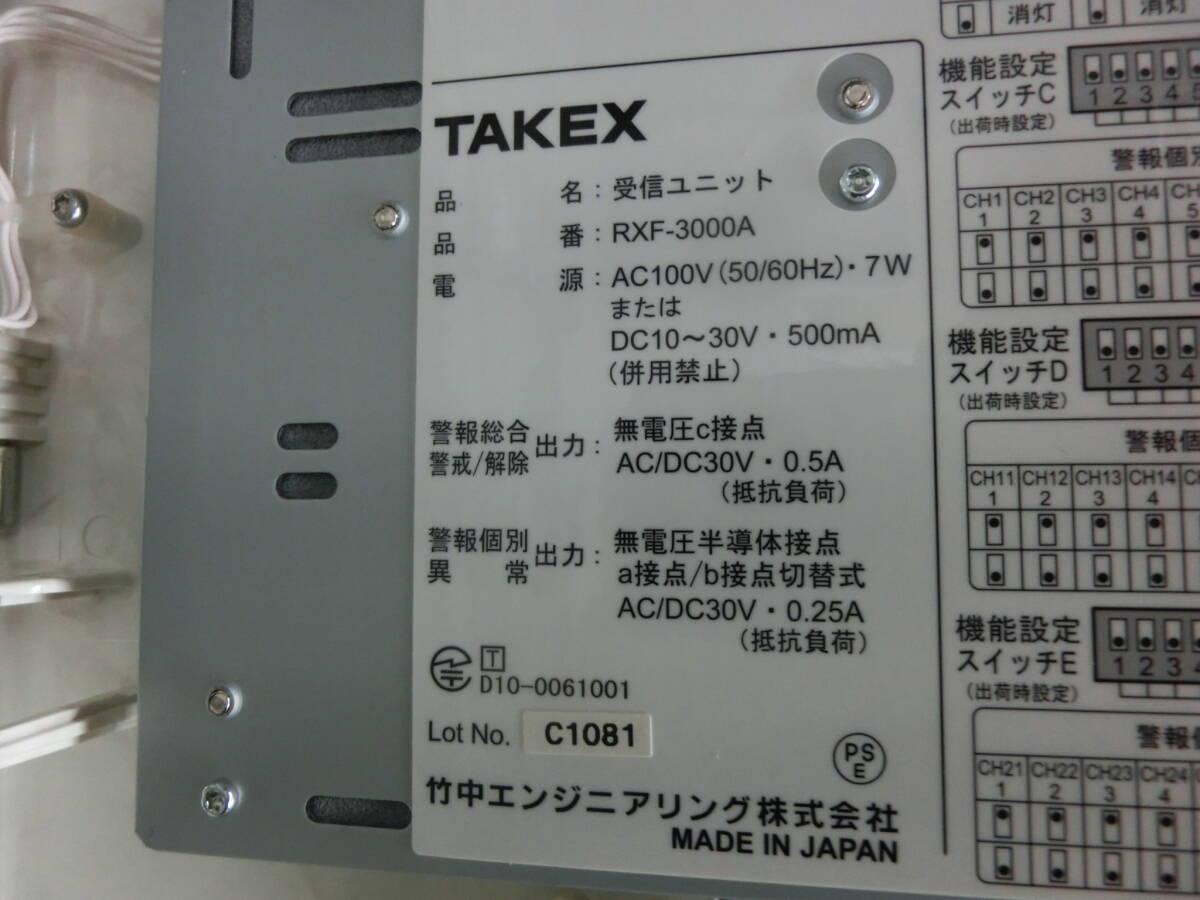 TAKEX
品名：受信ユニット
品番：RXF-3000A
電源：AC100V（50/60Hz）・7W
または
DC10〜30V・500mA
（併用禁止）
警報総合
警戒/解除
出力：無電圧c接点
AC/DC30V・0.5A
（抵抗負荷）
警報個別
異常
出力：無電圧半導体接点
a接点/b接点切替式
AC/DC30V・0.25A
（抵抗負荷）
T
D10-0061001
Lot No. C1081
PS
E
竹中エンジニアリング株式会社
MADE IN JAPAN
消灯 消灯
機能設定
スイッチC
（出荷時設定）
1 2 3 4 5
警報個別
CH1 CH2 CH3 CH4
1 2 3 4 5
機能設定
スイッチD
（出荷時設定）
1 2 3 4
警報個
CH11 CH12 CH13 CH14
1 2 3 4
機能設定
スイッチE
（出荷時設定）
1 2 3 4
警報個
CH21 CH22 CH23 CH24
1 2 3 4